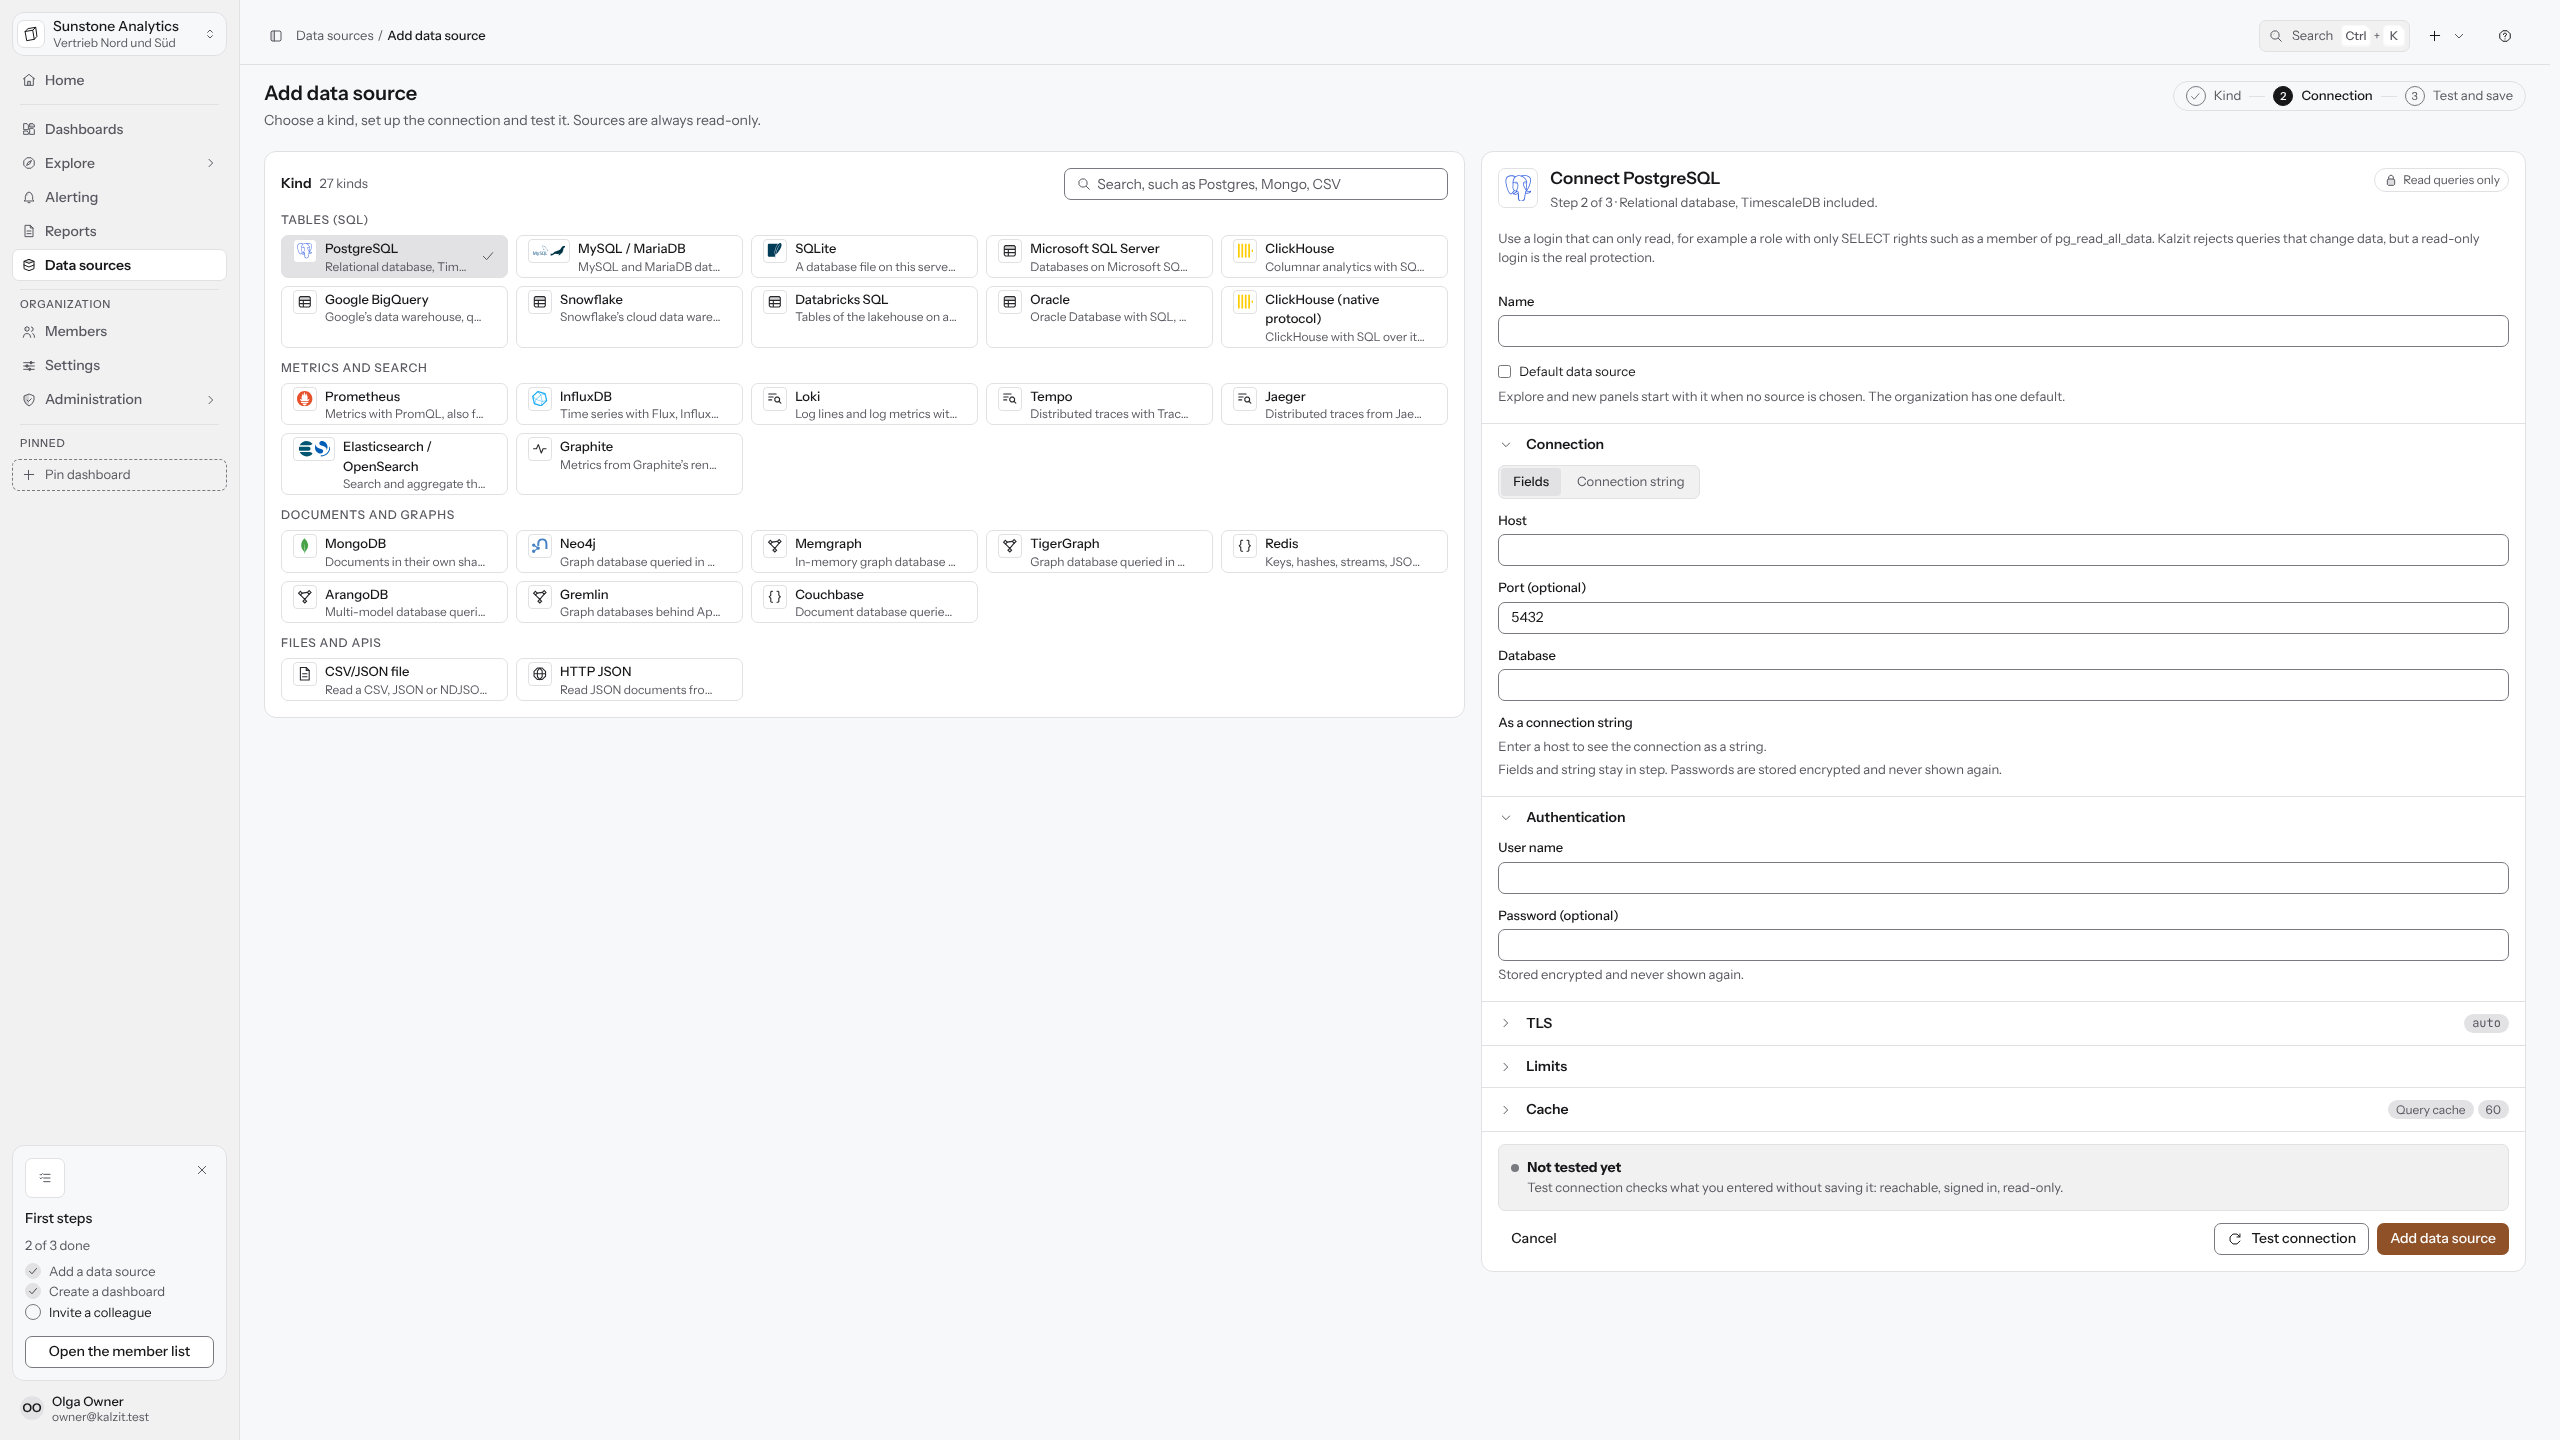 Sunstone Analytics
Vertrieb Nord und Süd
Home
Dashboards
Explore
Alerting
Reports
Data sources
ORGANIZATION
Members
Settings
Administration
PINNED
Pin dashboard
First steps
2 of 3 done
Add a data source
Create a dashboard
Invite a colleague
Open the member list
OO
Olga Owner
owner@kalzit.test
Data sources / Add data source
Search Ctrl + K
Add data source
Choose a kind, set up the connection and test it. Sources are always read-only.
Kind
2 Connection
3 Test and save
Kind 27 kinds
Search, such as Postgres, Mongo, CSV
TABLES (SQL)
PostgreSQL
Relational database, Tim...
MySQL / MariaDB
MySQL and MariaDB dat...
SQLite
A database file on this serve...
Microsoft SQL Server
Databases on Microsoft SQ...
ClickHouse
Columnar analytics with SQ...
Google BigQuery
Google's data warehouse, q...
Snowflake
Snowflake's cloud data ware...
Databricks SQL
Tables of the lakehouse on a...
Oracle
Oracle Database with SQL, ...
ClickHouse (native
protocol)
ClickHouse with SQL over it...
METRICS AND SEARCH
Prometheus
Metrics with PromQL, also f...
InfluxDB
Time series with Flux, Influx...
Loki
Log lines and log metrics wit...
Tempo
Distributed traces with Trac...
Jaeger
Distributed traces from Jae...
Elasticsearch /
OpenSearch
Search and aggregate th...
Graphite
Metrics from Graphite's ren...
DOCUMENTS AND GRAPHS
MongoDB
Documents in their own sha...
Neo4j
Graph database queried in ...
Memgraph
In-memory graph database ...
TigerGraph
Graph database queried in ...
Redis
Keys, hashes, streams, JSO...
ArangoDB
Multi-model database queri...
Gremlin
Graph databases behind Ap...
Couchbase
Document database querie...
FILES AND APIS
CSV/JSON file
Read a CSV, JSON or NDJSO...
HTTP JSON
Read JSON documents fro...
Connect PostgreSQL
Step 2 of 3 · Relational database, TimescaleDB included.
Read queries only
Use a login that can only read, for example a role with only SELECT rights such as a member of pg_read_all_data. Kalzit rejects queries that change data, but a read-only
login is the real protection.
Name
Default data source
Explore and new panels start with it when no source is chosen. The organization has one default.
Connection
Fields
Connection string
Host
Port (optional)
5432
Database
As a connection string
Enter a host to see the connection as a string.
Fields and string stay in step. Passwords are stored encrypted and never shown again.
Authentication
User name
Password (optional)
Stored encrypted and never shown again.
TLS
auto
Limits
Cache
Query cache 60
Not tested yet
Test connection checks what you entered without saving it: reachable, signed in, read-only.
Cancel
Test connection
Add data source